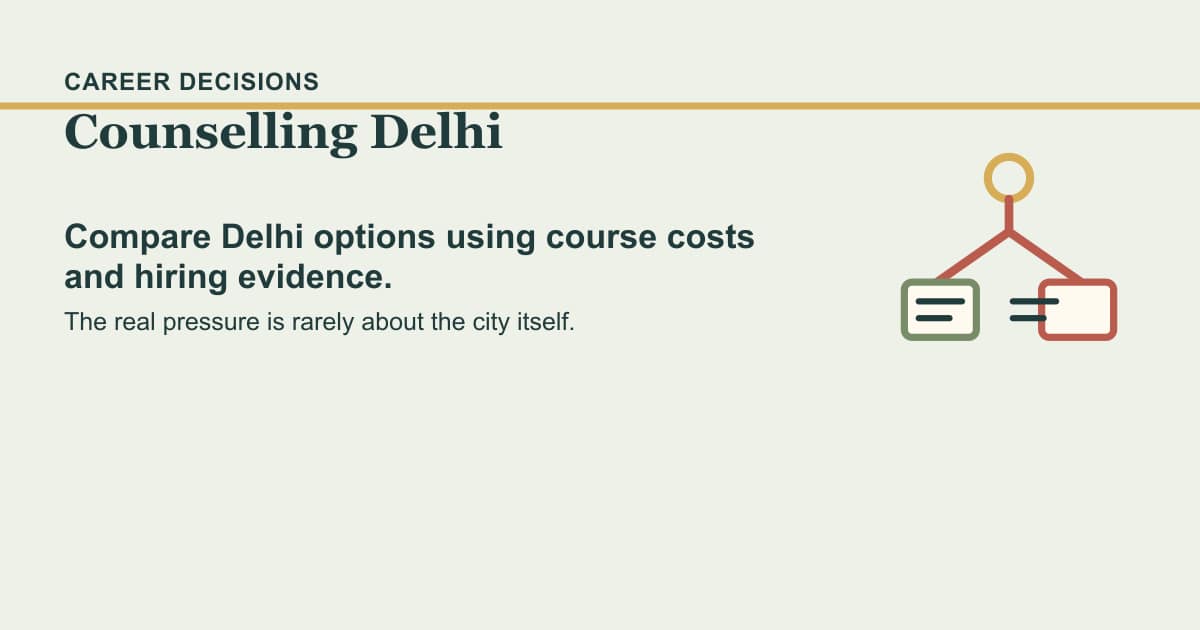 CAREER DECISIONS
Counselling Delhi
Compare Delhi options using course costs
and hiring evidence.
The real pressure is rarely about the city itself.